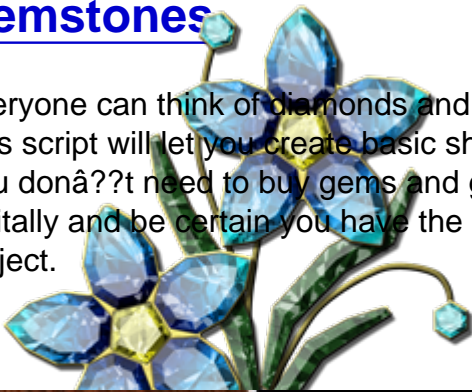 emstones
eryone can think of diamonds and
s script will let you create basic sh
u donâ??t need to buy gems and g
itally and be certain you have the
ject.